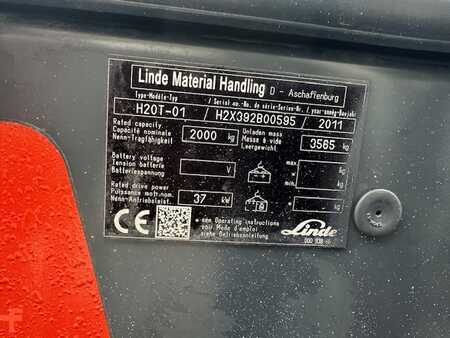 Linde Material Handling D - Aschaffenburg
Type-Modèle-Typ / Serial no.-No. de série-Serien-Nr. / year-année-Baujahr
H20T-01 / H2X392B00595 / 2011
Rated capacity
Capacité nominale
Nenn-Tragfähigkeit
2000 kg
Unladen mass
Masse à vide
Leergewicht
3565 kg
Battery voltage
Tension batterie
Batteriespannung
V
max kg
min kg
Rated drive power
Puissance motr.nom.
Nenn-Antriebsleist.
37 kW
CE
see Operating instructions
voir Mode d'emploi
siehe Betriebsanleitung
Linde